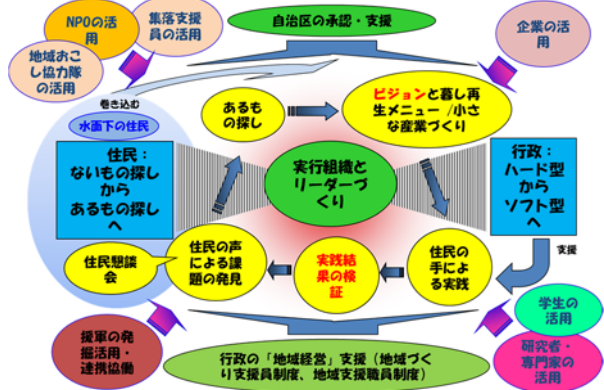 NPOの活
用
集落支援
員の活用
地域おこ
し協力隊
の活用
自治区の承認・支援
企業の活
用
巻き込む
水面下の住民
あるも
の探し
ビジョンと暮し再
生メニュー /小さ
な産業づくり
住民：
ないもの探し
から
あるもの探し
へ
実行組織と
リーダーづ
くり
行政：
ハード型
から
ソフト型
へ
支援
住民懇談
会
住民の声
による課
題の発見
実践結
果の検
証
住民の
手によ
る実践
援軍の発
掘活用・
連携協働
行政の「地域経営」支援（地域づく
り支援員制度、地域支援職員制度）
学生の
活用
研究者・
専門家の
活用